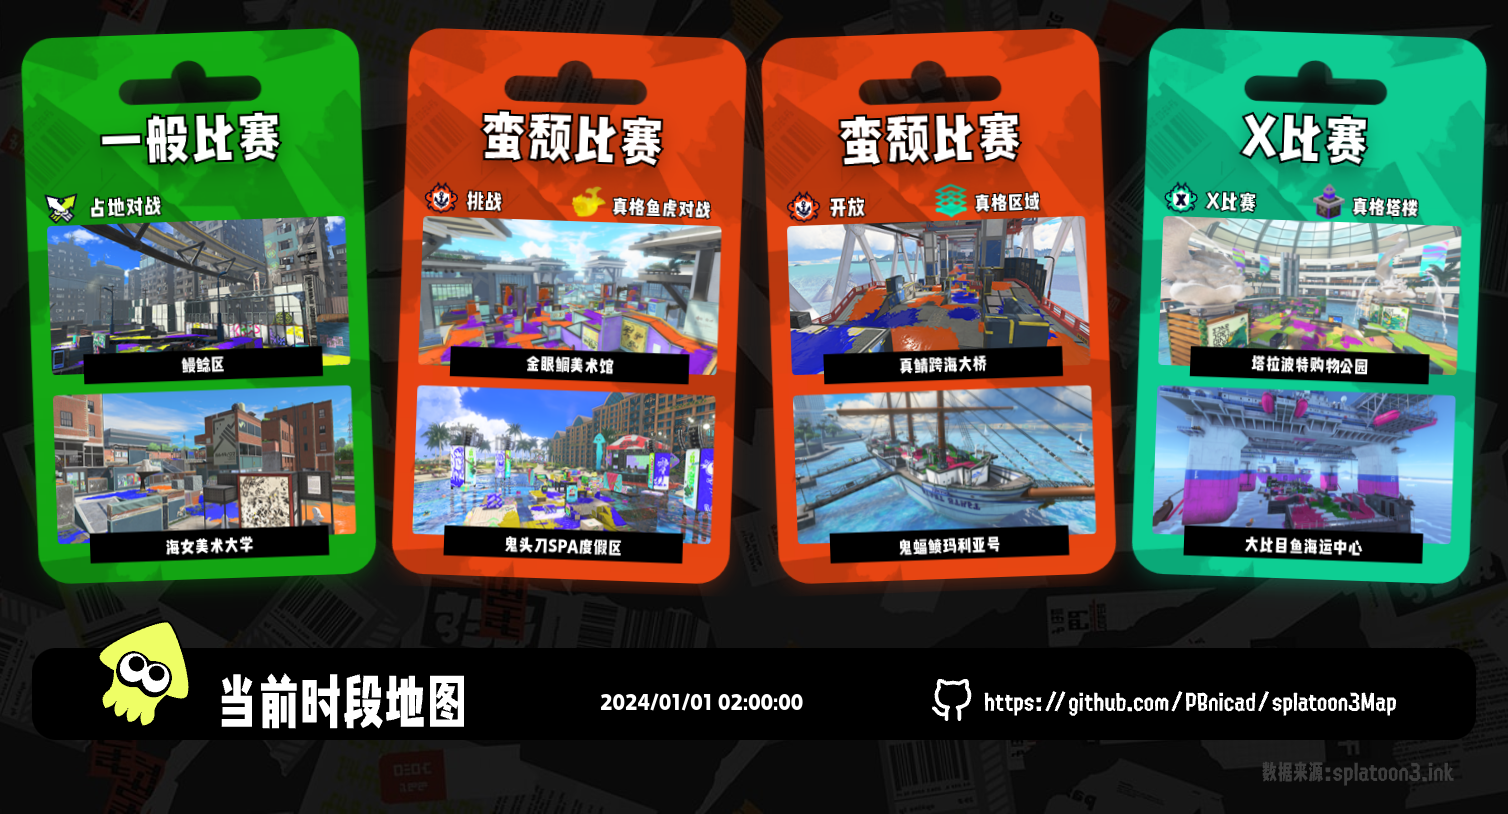 一般比赛
占地对战
鳗鲶区
海女美术大学
蛮颓比赛
挑战
真格鱼虎对战
金眼鲷美术馆
鬼头刀SPA度假区
蛮颓比赛
开放
真格区域
真鲭跨海大桥
鬼蝠鲼玛利亚号
X比赛
X比赛
真格塔楼
塔拉波特购物公园
大比目鱼海运中心
当前时段地图
2024/01/01 02:00:00
https://github.com/PBnicad/splatoon3Map
数据来源:splatoon3.ink